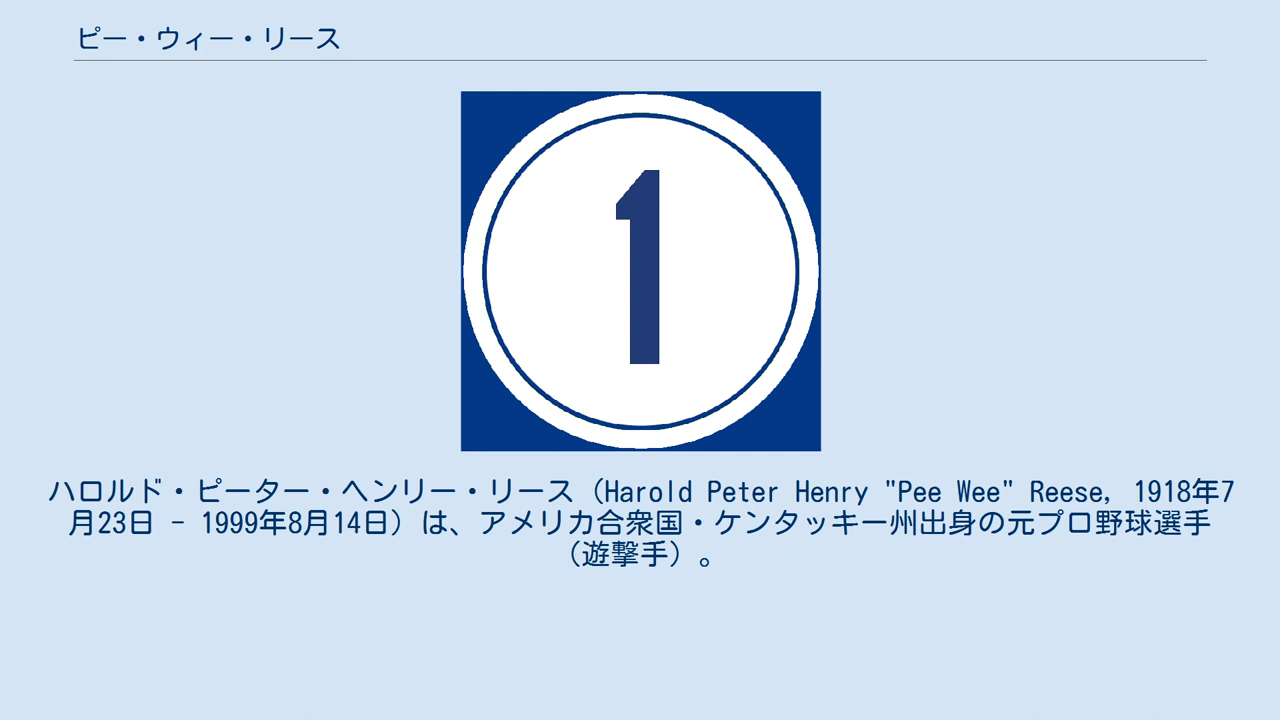 ピー・ウィー・リース
1
ハロルド・ピーター・ヘンリー・リース（Harold Peter Henry "Pee Wee" Reese, 1918年7
月23日 - 1999年8月14日）は、アメリカ合衆国・ケンタッキー州出身の元プロ野球選手
（遊撃手）。